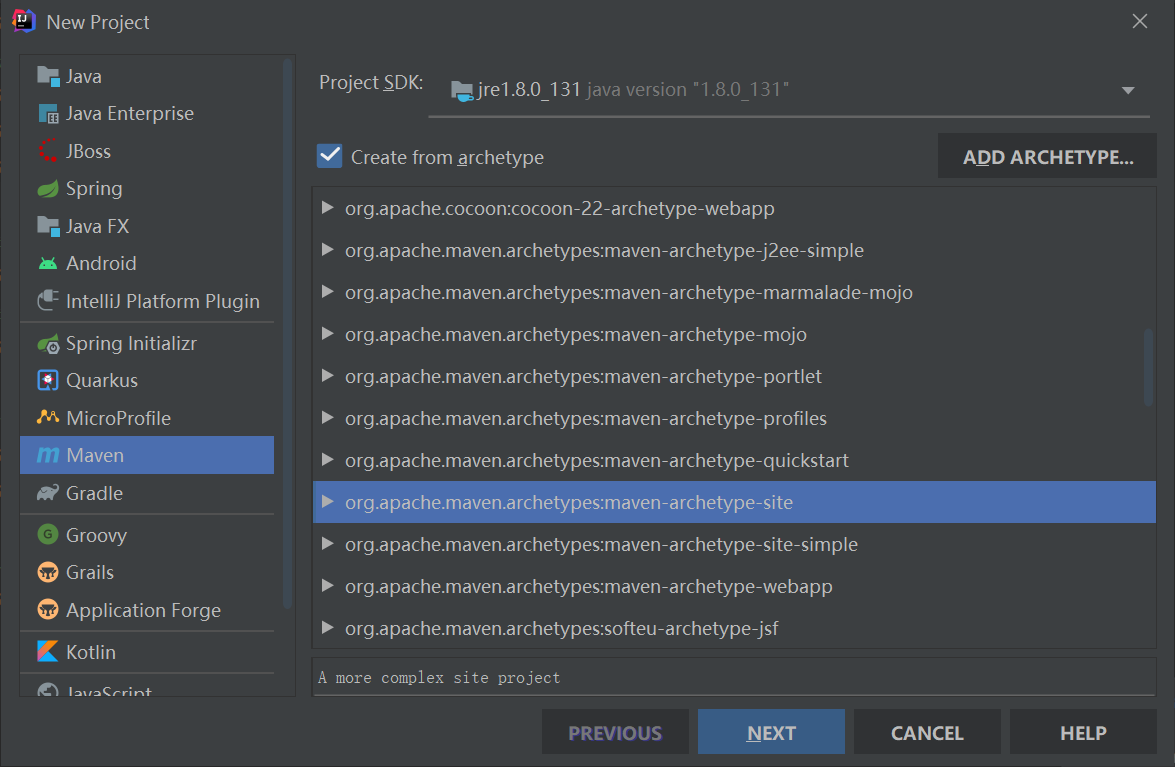 New Project
Java
Java Enterprise
JBoss
Spring
Java FX
Android
IntelliJ Platform Plugin
Spring Initializr
Quarkus
MicroProfile
Maven
Gradle
Groovy
Grails
Application Forge
Kotlin
JavaScript
Project SDK: jre1.8.0_131 java version "1.8.0_131"
Create from archetype
ADD ARCHETYPE...
org.apache.cocoon:cocoon-22-archetype-webapp
org.apache.maven.archetypes:maven-archetype-j2ee-simple
org.apache.maven.archetypes:maven-archetype-marmalade-mojo
org.apache.maven.archetypes:maven-archetype-mojo
org.apache.maven.archetypes:maven-archetype-portlet
org.apache.maven.archetypes:maven-archetype-profiles
org.apache.maven.archetypes:maven-archetype-quickstart
org.apache.maven.archetypes:maven-archetype-site
org.apache.maven.archetypes:maven-archetype-site-simple
org.apache.maven.archetypes:maven-archetype-webapp
org.apache.maven.archetypes:softeu-archetype-jsf
A more complex site project
PREVIOUS
NEXT
CANCEL
HELP